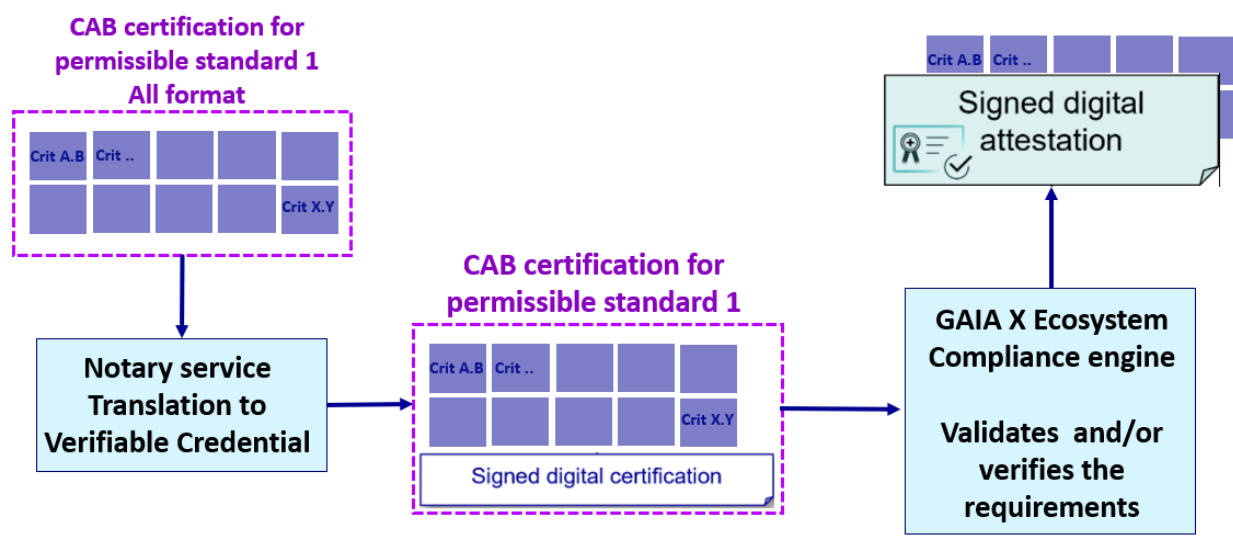 CAB certification for
permissible standard 1
All format
Crit A.B Crit ..
Crit X.Y
Notary service
Translation to
Verifiable Credential
CAB certification for
permissible standard 1
Crit A.B Crit ..
Crit X.Y
Signed digital certification
GAIA X Ecosystem
Compliance engine
Validates and/or
verifies the
requirements
Crit A.B Crit ..
Signed digital
attestation